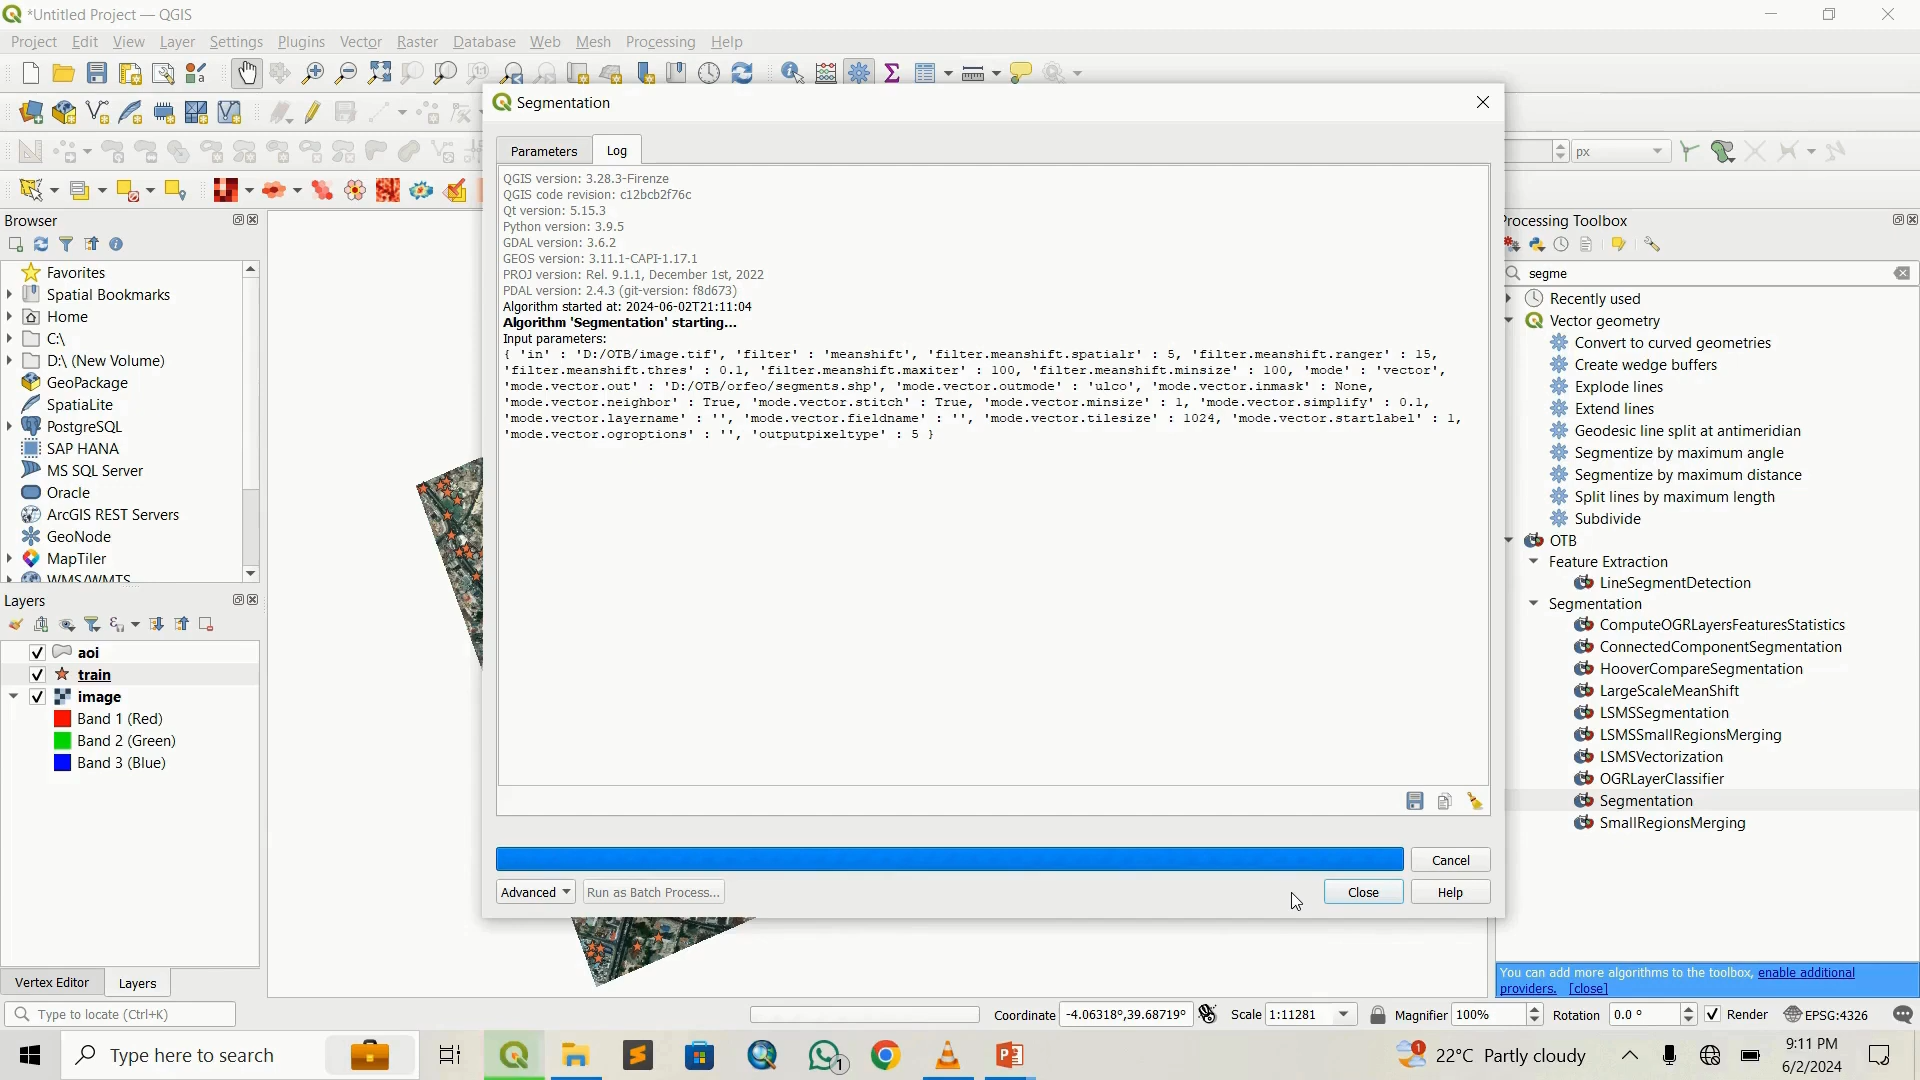 *Untitled Project — QGIS
Project Edit View Layer Settings Plugins Vector Raster Database Web Mesh Processing Help
Segmentation
Parameters Log
QGIS version: 3.28.3-Firenze
QGIS code revision: c12bcb2f76c
Qt version: 5.15.3
Python version: 3.9.5
GDAL version: 3.6.2
GEOS version: 3.11.1-CAPI-1.17.1
PROJ version: Rel. 9.1.1, December 1st, 2022
PDAL version: 2.4.3 (git-version: f8d673)
Algorithm started at: 2024-06-02T21:11:04
Algorithm 'Segmentation' starting...
Input parameters:
{ 'in' : 'D:/OTB/image.tif', 'filter' : 'meanshift', 'filter.meanshift.spatialr' : 5, 'filter.meanshift.ranger' : 15,
'filter.meanshift.thres' : 0.1, 'filter.meanshift.maxiter' : 100, 'filter.meanshift.minsize' : 100, 'mode' : 'vector',
'mode.vector.out' : 'D:/OTB/orfeo/segments.shp', 'mode.vector.outmode' : 'ulco', 'mode.vector.inmask' : None,
'mode.vector.neighbor' : True, 'mode.vector.stitch' : True, 'mode.vector.minsize' : 1, 'mode.vector.simplify' : 0.1,
'mode.vector.layername' : '', 'mode.vector.fieldname' : '', 'mode.vector.tilesize' : 1024, 'mode.vector.startlabel' : 1,
'mode.vector.ogroptions' : '', 'outputpixeltype' : 5 }
Cancel
Advanced Run as Batch Process... Close Help
px
Browser
Favorites
Spatial Bookmarks
Home
C:\
D:\ (New Volume)
GeoPackage
SpatiaLite
PostgreSQL
SAP HANA
MS SQL Server
Oracle
ArcGIS REST Servers
GeoNode
MapTiler
WMS/WMTS
Layers
aoi
train
image
Band 1 (Red)
Band 2 (Green)
Band 3 (Blue)
Vertex Editor Layers
Processing Toolbox
segme
Recently used
Vector geometry
Convert to curved geometries
Create wedge buffers
Explode lines
Extend lines
Geodesic line split at antimeridian
Segmentize by maximum angle
Segmentize by maximum distance
Split lines by maximum length
Subdivide
OTB
Feature Extraction
LineSegmentDetection
Segmentation
ComputeOGRLayersFeaturesStatistics
ConnectedComponentSegmentation
HooverCompareSegmentation
LargeScaleMeanShift
LSMSSegmentation
LSMSSmallRegionsMerging
LSMSVectorization
OGRLayerClassifier
Segmentation
SmallRegionsMerging
You can add more algorithms to the toolbox, enable additional
providers. [close]
Type to locate (Ctrl+K) Coordinate -4.06318°,39.68719° Scale 1:11281 Magnifier 100% Rotation 0.0 ° Render EPSG:4326
Type here to search 1 1 22°C Partly cloudy 9:11 PM
6/2/2024